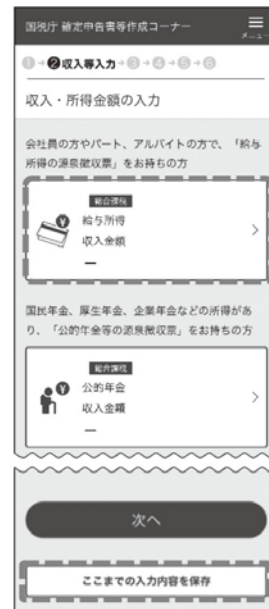 国税庁 確定申告書等作成コーナー
メニュー
①→❷収入等入力→③→④→⑤→⑥
収入・所得金額の入力
会社員の方やパート、アルバイトの方で、「給与
所得の源泉徴収票」をお持ちの方
総合課税
給与所得
収入金額
ー
国民年金、厚生年金、企業年金などの所得があ
り、「公的年金等の源泉徴収票」をお持ちの方
総合課税
公的年金
収入金額
ー
次へ
ここまでの入力内容を保存